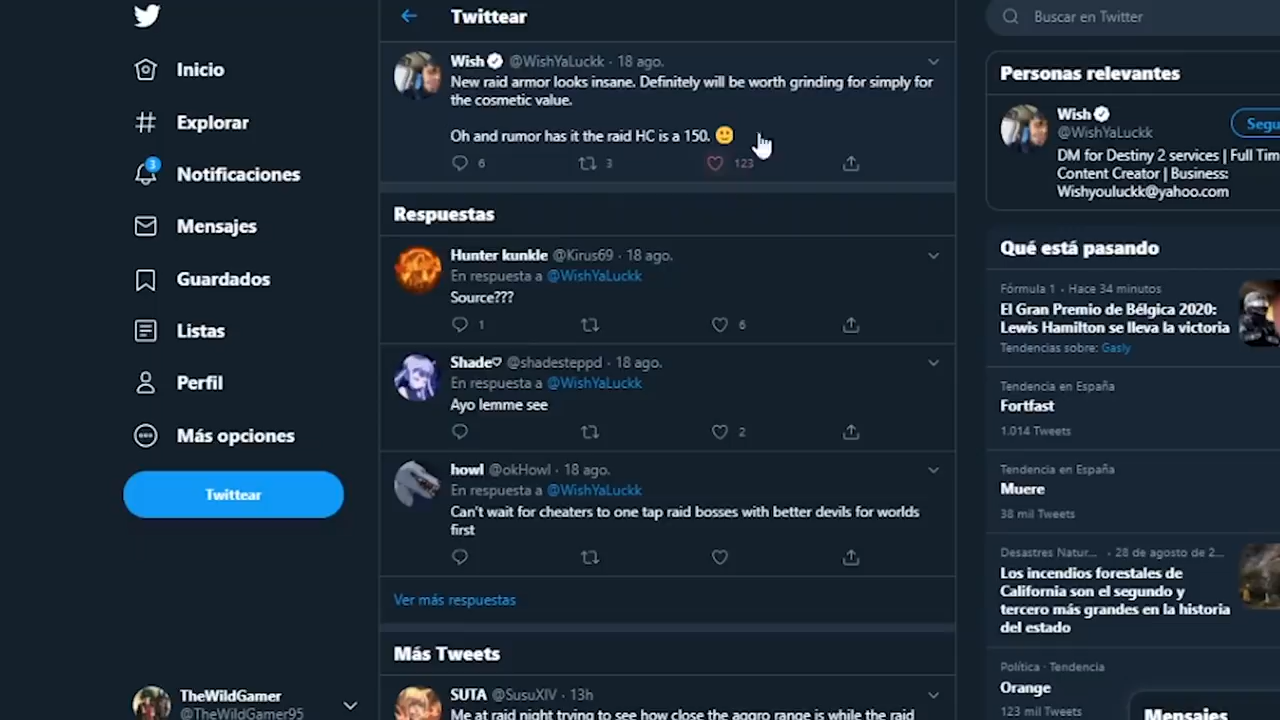 Inicio
Explorar
3
Notificaciones
Mensajes
Guardados
Listas
Perfil
Más opciones
Twittear
TheWildGamer
@TheWildGamer95
Twittear
Wish @WishYaLuckk · 18 ago.
New raid armor looks insane. Definitely will be worth grinding for simply for
the cosmetic value.
Oh and rumor has it the raid HC is a 150. 🙂
6 3 123
Respuestas
Hunter kunkle @Kirus69 · 18 ago.
En respuesta a @WishYaLuckk
Source???
1 6
Shade♡ @shadesteppd · 18 ago.
En respuesta a @WishYaLuckk
Ayo lemme see
2
howl @okHowl · 18 ago.
En respuesta a @WishYaLuckk
Can't wait for cheaters to one tap raid bosses with better devils for worlds
first
Ver más respuestas
Más Tweets
SUTA @SusuXIV · 13h
Me at raid night trying to see how close the aggro range is while the raid
Buscar en Twitter
Personas relevantes
Wish
@WishYaLuckk
Segu
DM for Destiny 2 services | Full Tim
Content Creator | Business:
Wishyouluckk@yahoo.com
Qué está pasando
Fórmula 1 · Hace 34 minutos
El Gran Premio de Bélgica 2020:
Lewis Hamilton se lleva la victoria
Tendencias sobre: Gasly
Tendencia en España
Fortfast
1.014 Tweets
Tendencia en España
Muere
38 mil Tweets
Desastres Natur... · 28 de agosto de 2...
Los incendios forestales de
California son el segundo y
tercero más grandes en la historia
del estado
Política · Tendencia
Orange
123 mil Tweets
Mensajes